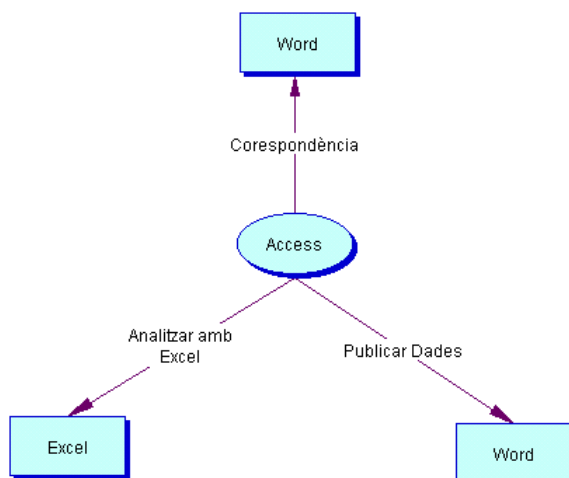 Word
Corespondència
Access
Analitzar amb
Excel
Publicar Dades
Excel
Word